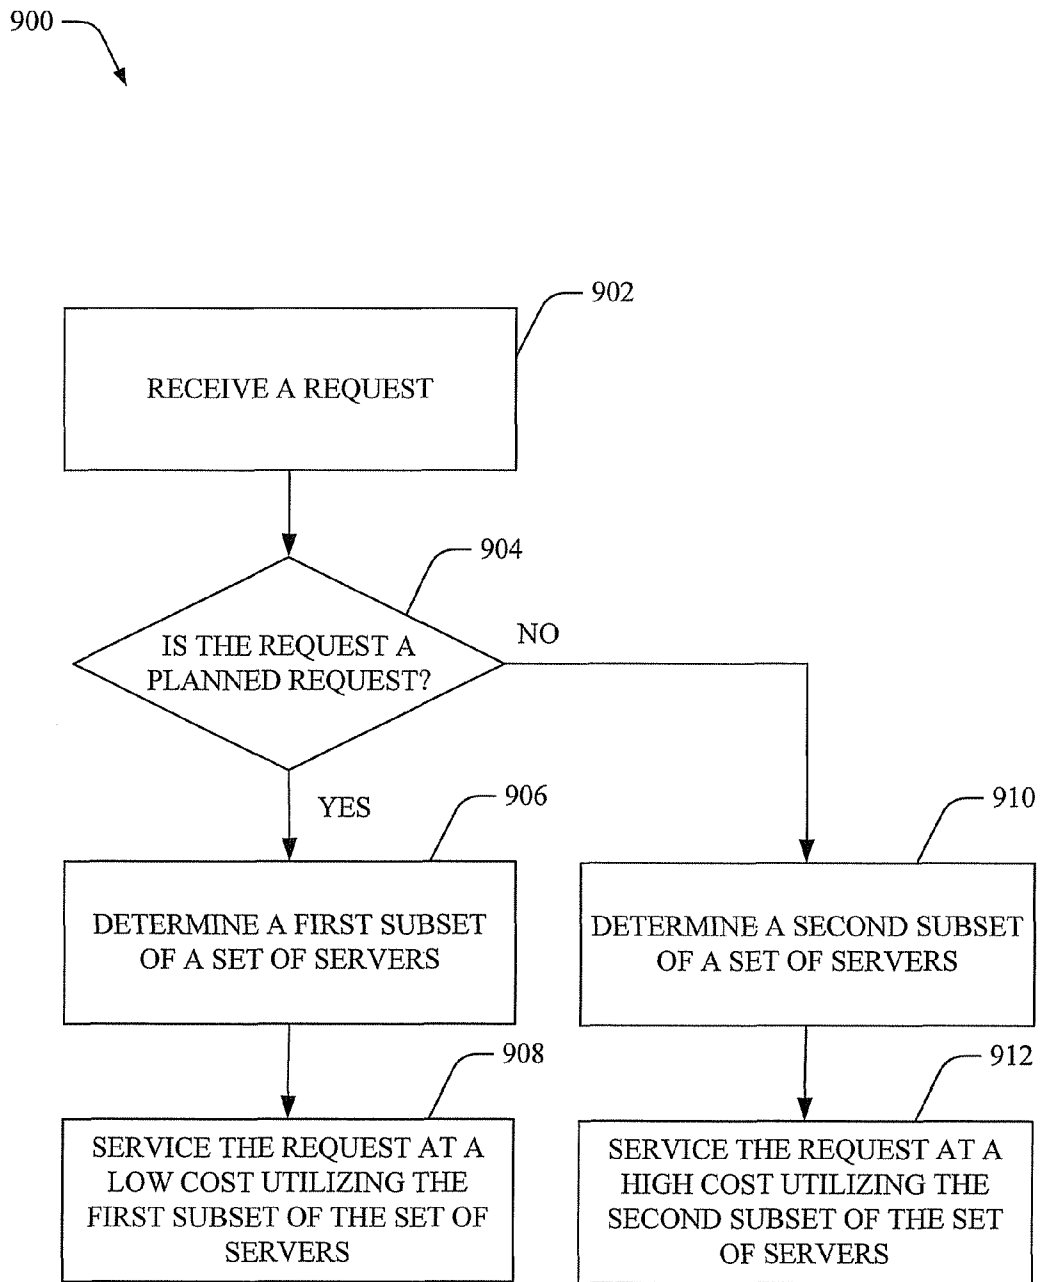 900
902
RECEIVE A REQUEST
904
IS THE REQUEST A
PLANNED REQUEST?
NO
YES
906
DETERMINE A FIRST SUBSET
OF A SET OF SERVERS
910
DETERMINE A SECOND SUBSET
OF A SET OF SERVERS
908
SERVICE THE REQUEST AT A
LOW COST UTILIZING THE
FIRST SUBSET OF THE SET OF
SERVERS
912
SERVICE THE REQUEST AT A
HIGH COST UTILIZING THE
SECOND SUBSET OF THE SET
OF SERVERS